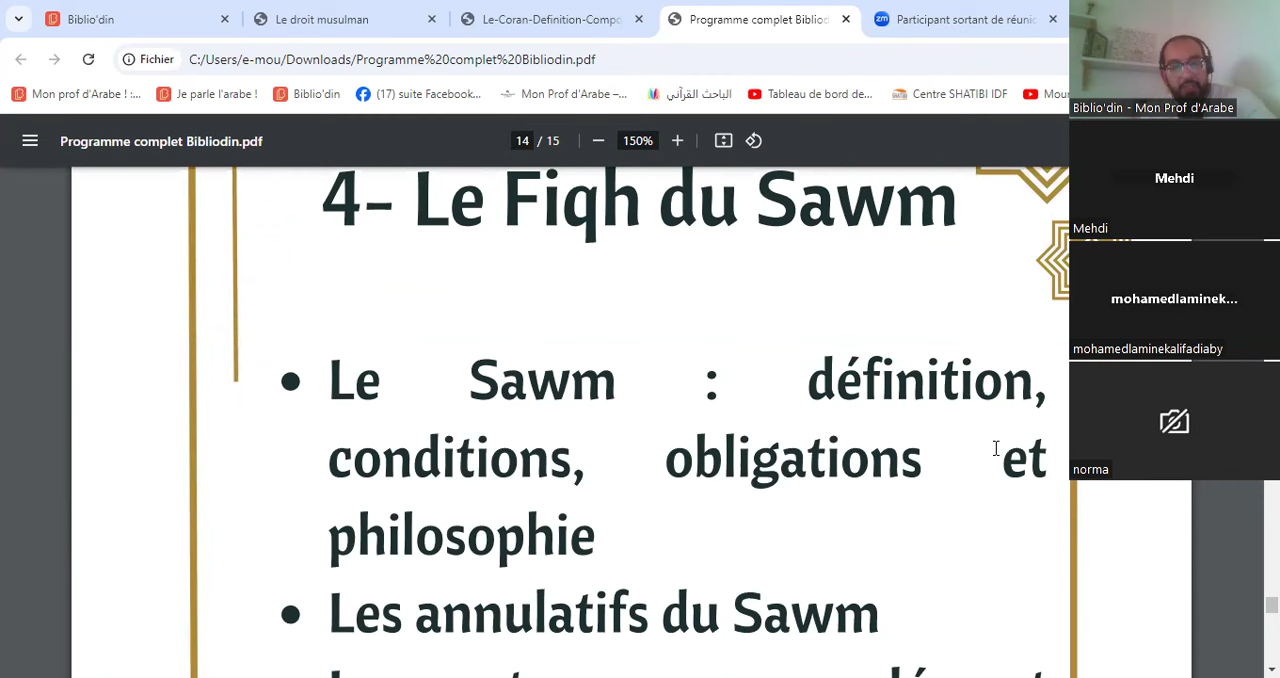 Biblio'din
Le droit musulman
Le-Coran-Definition-Compo
Programme complet Bibliod
Participant sortant de réunio
Fichier
C:/Users/e-mou/Downloads/Programme%20complet%20Bibliodin.pdf
Mon prof d'Arabe ! :...
Je parle l'arabe !
Biblio'din
(17) suite Facebook...
Mon Prof d'Arabe –...
الباحث القرآني
Tableau de bord de...
Centre SHATIBI IDF
Mour
Programme complet Bibliodin.pdf
14 / 15
150%
4- Le Fiqh du Sawm
• Le Sawm : définition,
conditions, obligations et
philosophie
• Les annulatifs du Sawm
Biblio'din - Mon Prof d'Arabe
Mehdi
Mehdi
mohamedlaminek...
mohamedlaminekalifadiaby
norma